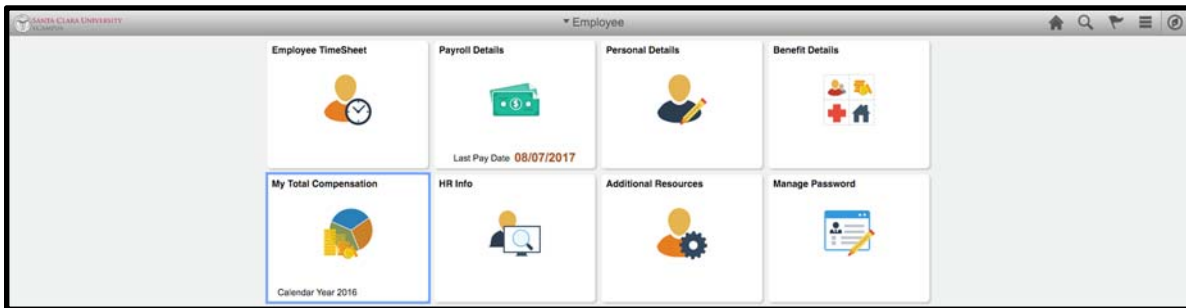 SANTA CLARA UNIVERSITY
ECAMPUS
Employee
Employee TimeSheet
Payroll Details
Personal Details
Benefit Details
Last Pay Date 08/07/2017
My Total Compensation
HR Info
Additional Resources
Manage Password
Calendar Year 2016